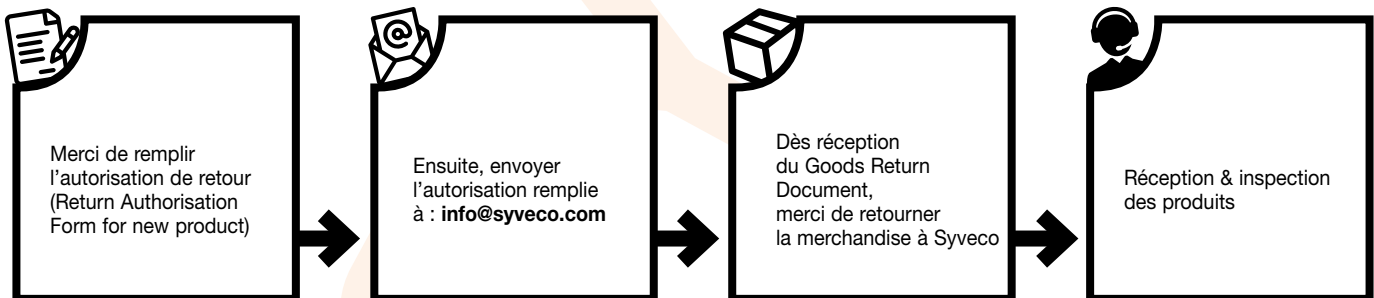 Merci de remplir
l'autorisation de retour
(Return Authorisation
Form for new product)
Ensuite, envoyer
l'autorisation remplie
à : info@syveco.com
Dès réception
du Goods Return
Document,
merci de retourner
la merchandise à Syveco
Réception & inspection
des produits